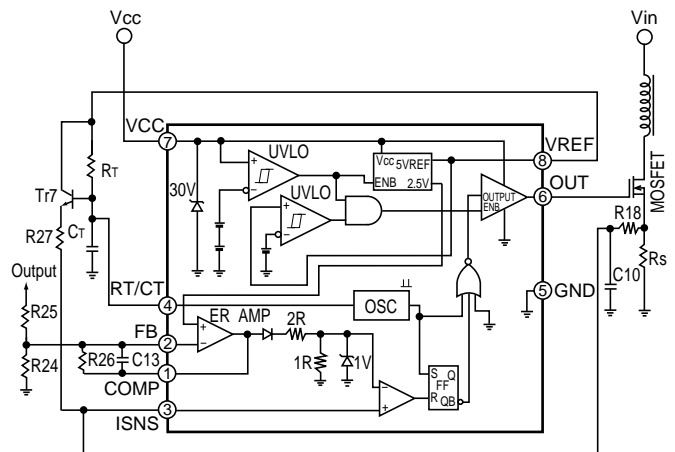 Vcc
Vin
VCC
7
UVLO
Vcc 5VREF
ENB 2.5V
VREF
8
RT
30V
UVLO
OUTPUT
ENB
OUT
6
MOSFET
Tr7
CT
R27
R18
Rs
C10
Output
RT/CT
4
OSC
GND
5
R25
ER AMP
2R
FB
2
R26
C13
R24
1R
1V
COMP
1
S Q
FF
R QB
3
ISNS
+
−
+
−
+
−
−
+